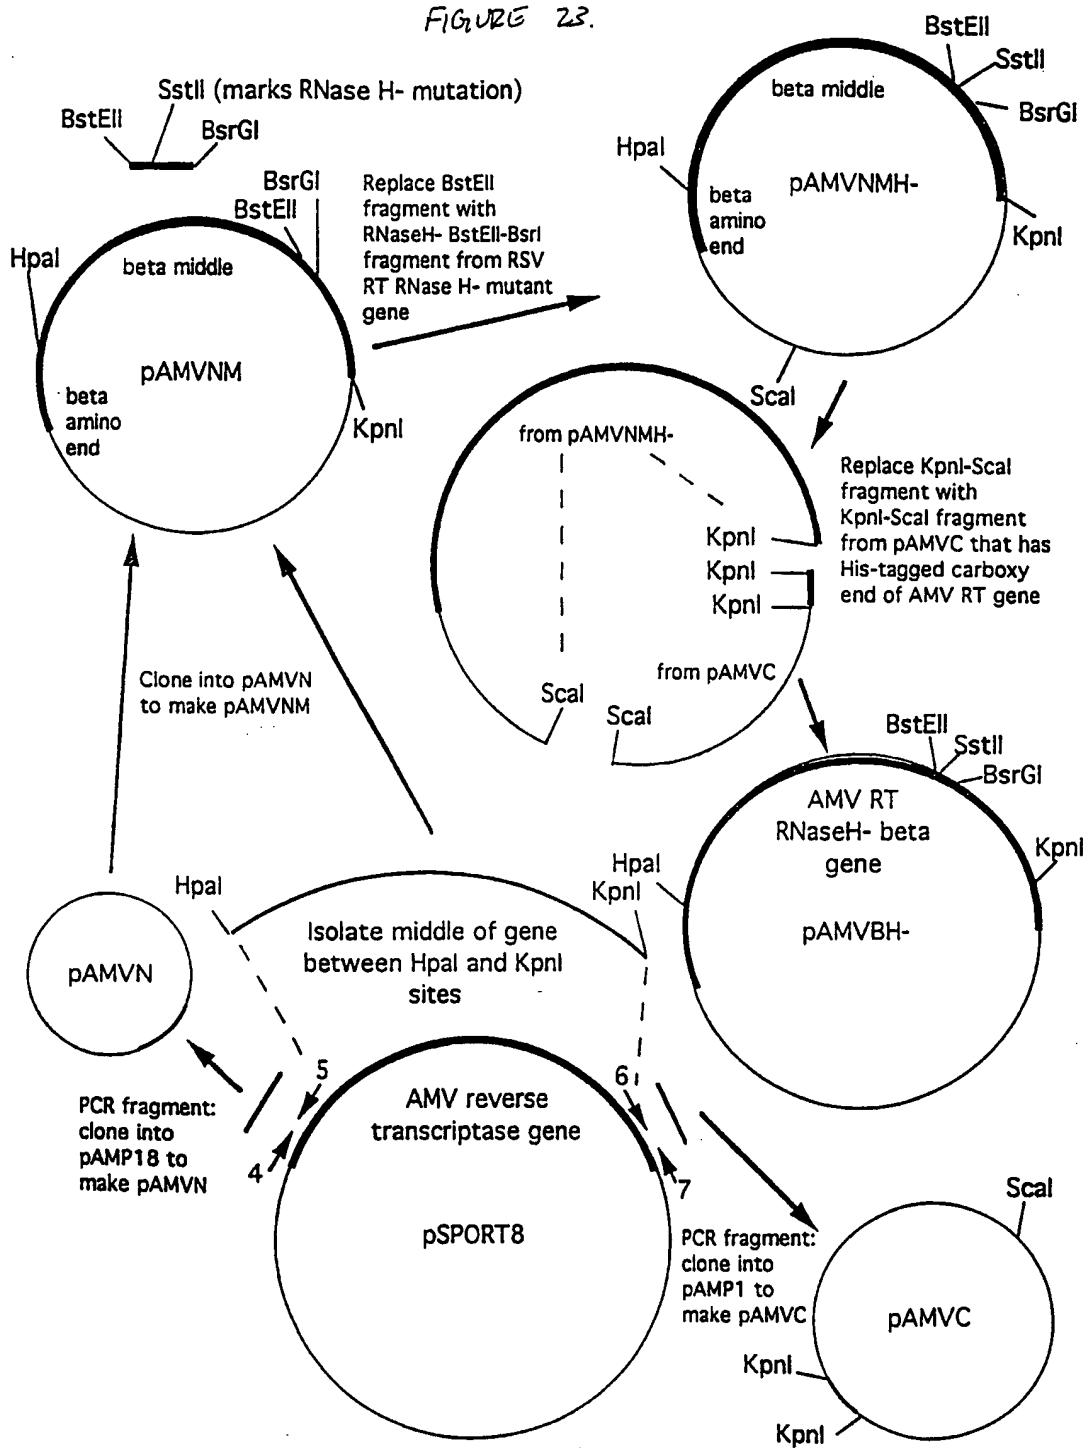 FIGURE 23.
SstII (marks RNase H- mutation)
BstEII
BsrGI
BsrGI
BstEII
HpaI
beta middle
pAMVNM
beta
amino
end
KpnI
Replace BstEII
fragment with
RNaseH- BstEII-BsrI
fragment from RSV
RT RNase H- mutant
gene
BstEII
SstII
BsrGI
beta middle
HpaI
pAMVNMH-
beta
amino
end
KpnI
ScaI
from pAMVNMH-
KpnI
KpnI
KpnI
from pAMVC
ScaI
ScaI
Replace KpnI-ScaI
fragment with
KpnI-ScaI fragment
from pAMVC that has
His-tagged carboxy
end of AMV RT gene
Clone into pAMVN
to make pAMVNM
BstEII
SstII
BsrGI
AMV RT
RNaseH- beta
gene
KpnI
HpaI
pAMVBH-
HpaI
KpnI
Isolate middle of gene
between HpaI and KpnI
sites
pAMVN
PCR fragment:
clone into
pAMP18 to
make pAMVN
5
4
6
7
AMV reverse
transcriptase gene
pSPORT8
PCR fragment:
clone into
pAMP1 to
make pAMVC
ScaI
pAMVC
KpnI
KpnI